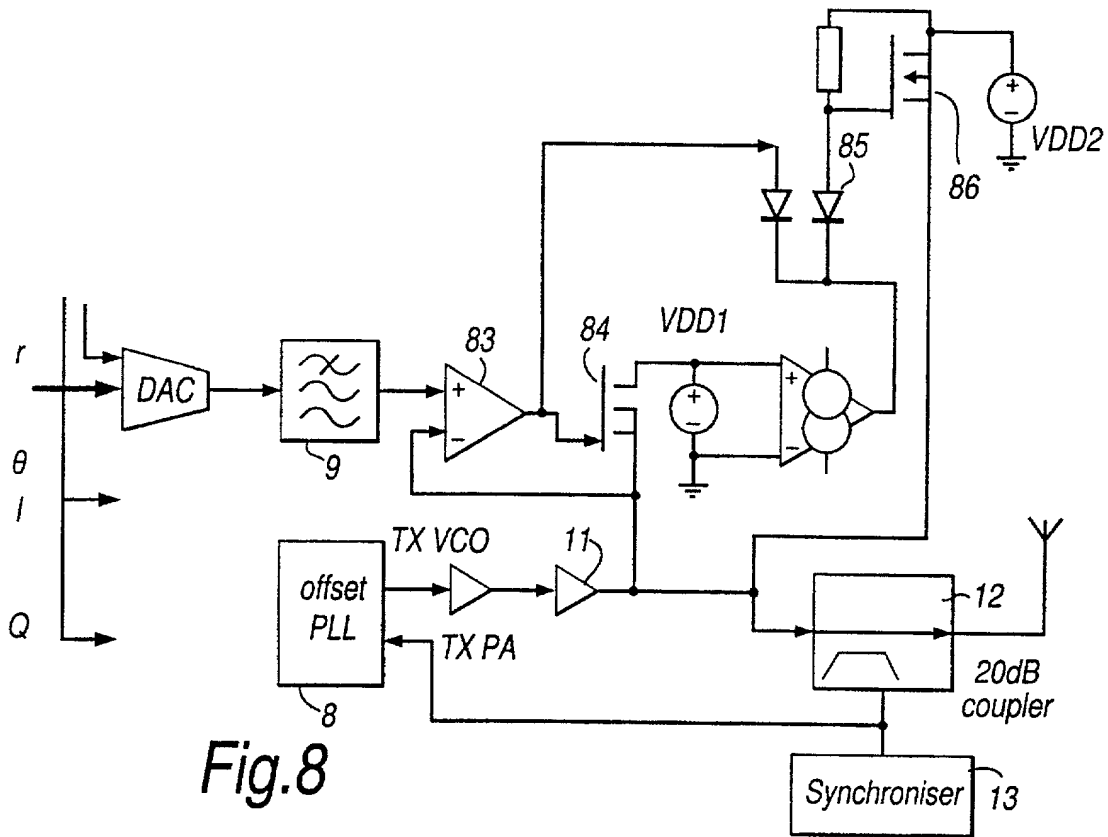 VDD2
86
85
VDD1
84
83
r
DAC
9
θ
I
Q
TX VCO
11
offset
PLL
TX PA
8
12
20dB
coupler
Synchroniser
13
Fig.8
+
−
+
−
+
−
+
−